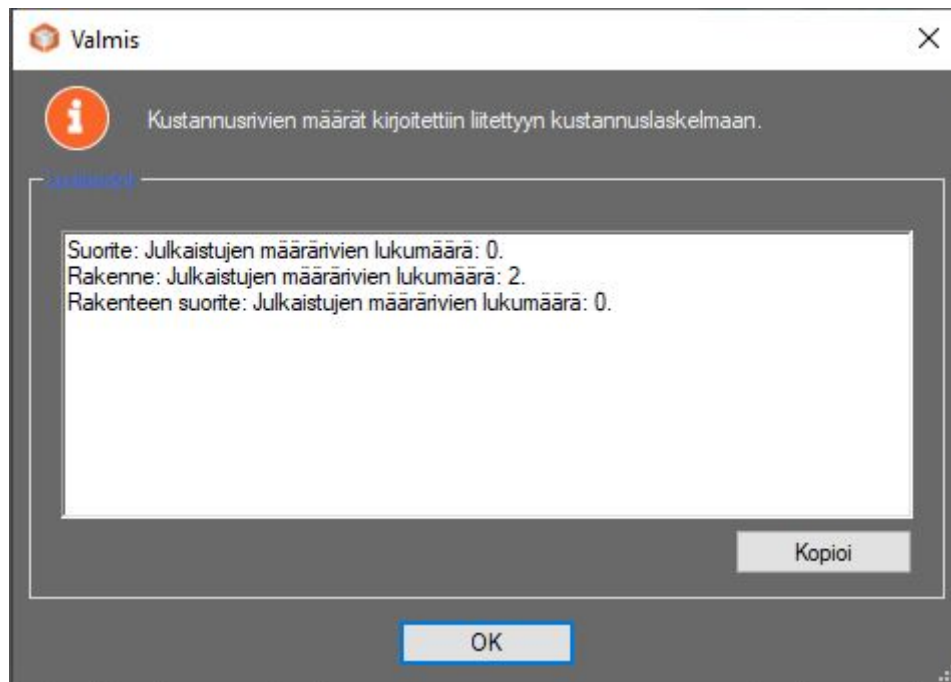 Valmis
Kustannusrivien määrät kirjoitettiin liitettyyn kustannuslaskelmaan.
Suorite: Julkaistujen määrärivien lukumäärä: 0.
Rakenne: Julkaistujen määrärivien lukumäärä: 2.
Rakenteen suorite: Julkaistujen määrärivien lukumäärä: 0.
Kopioi
OK